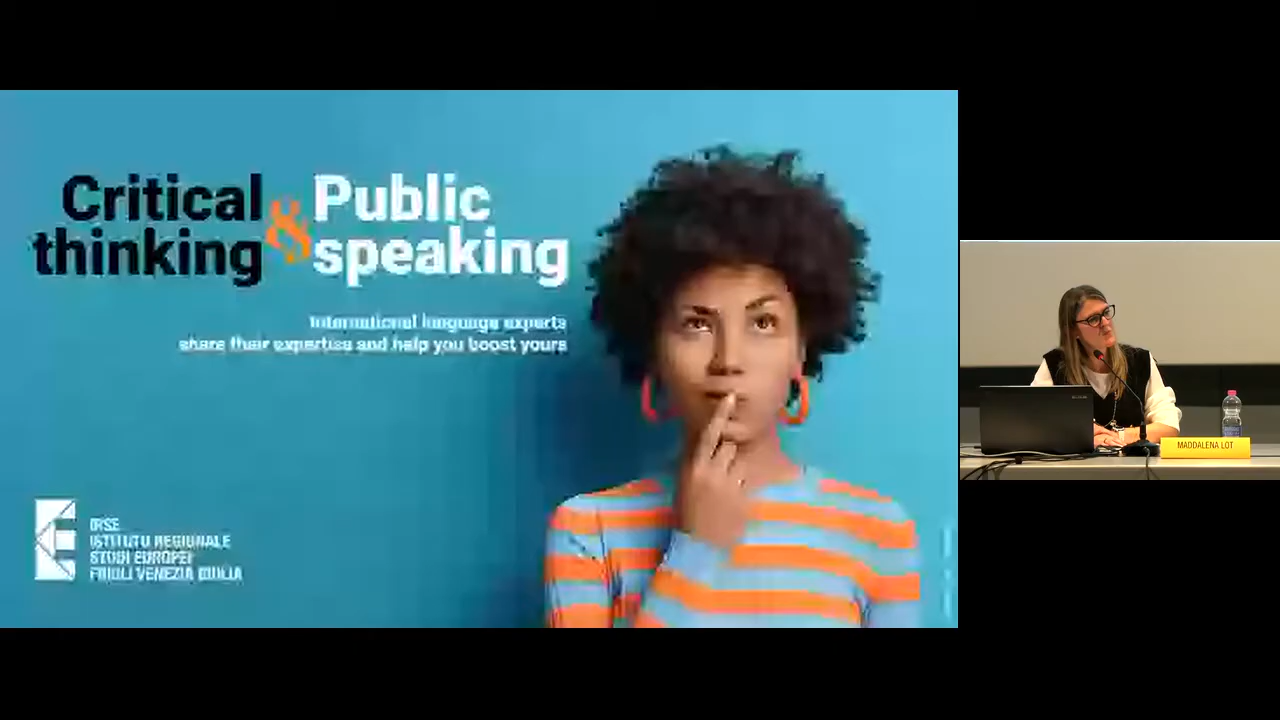 Critical
thinking
&
Public
speaking
International language experts
share their expertise and help you boost yours
IRSE
ISTITUTO REGIONALE
STUDI EUROPEI
FRIULI VENEZIA GIULIA
MADDALENA LOT